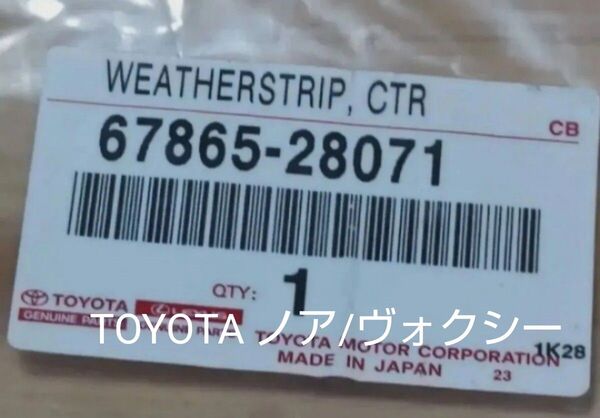 WEATHERSTRIP, CTR
CB
67865-28071
QTY: 1
TOYOTA
GENUINE PARTS
TOYOTA ノア/ヴォクシー
TOYOTA MOTOR CORPORATION
1K28
MADE IN JAPAN
23